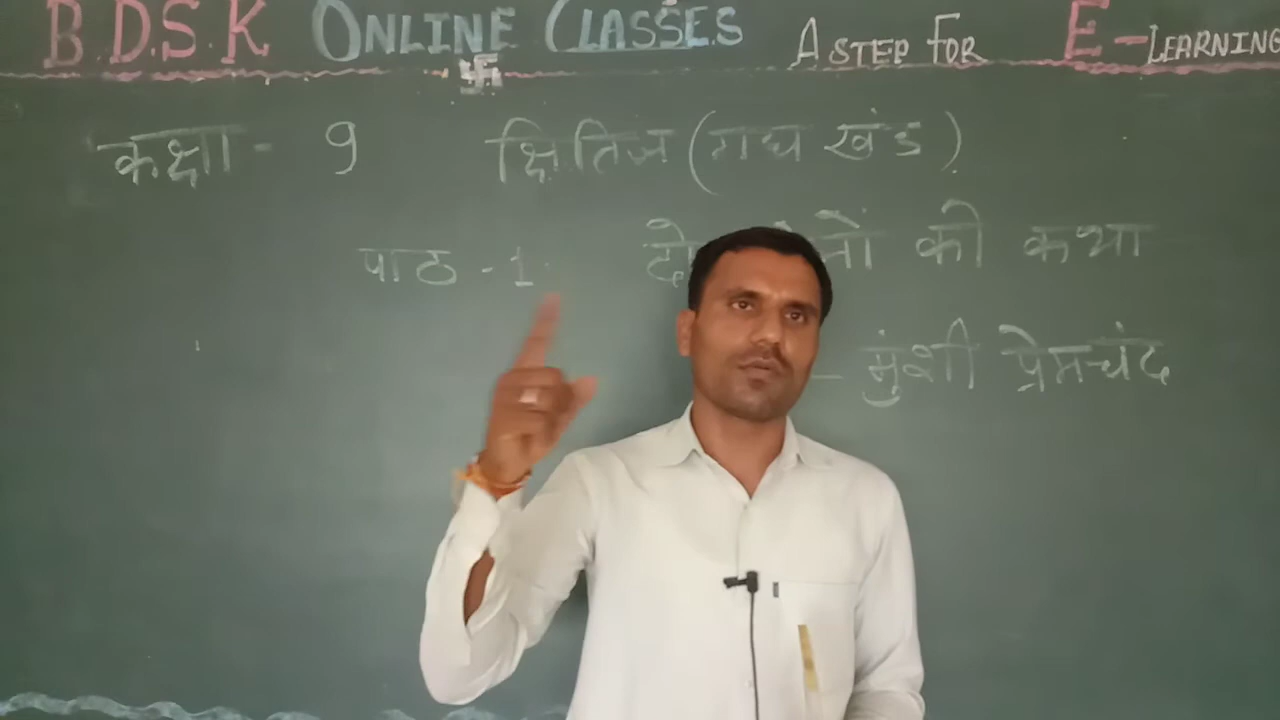 B.D.S.K ONLINE CLASSES A STEP FOR E-LEARNING
कक्षा - 9 क्षितिज (गद्य खंड)
पाठ - 1 दो की कथा
- मुंशी प्रेमचंद